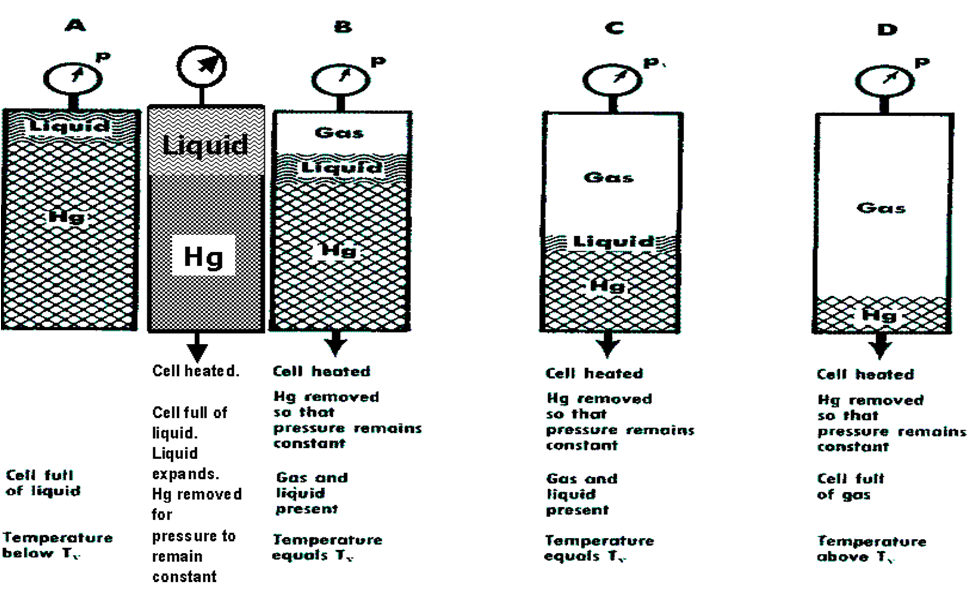 A
B
C
D
P
P
P
P
Liquid
Hg
Liquid
Hg
Gas
Liquid
Hg
Gas
Liquid
Hg
Gas
Hg
Cell full
of liquid
Temperature
below Tv
Cell heated.
Cell full of
liquid.
Liquid
expands.
Hg removed
for
pressure to
remain
constant
Cell heated
Hg removed
so that
pressure remains
constant
Gas and
liquid
present
Temperature
equals Tv
Cell heated
Hg removed
so that
pressure remains
constant
Gas and
liquid
present
Temperature
equals Tv
Cell heated
Hg removed
so that
pressure remains
constant
Cell full
of gas
Temperature
above Tv